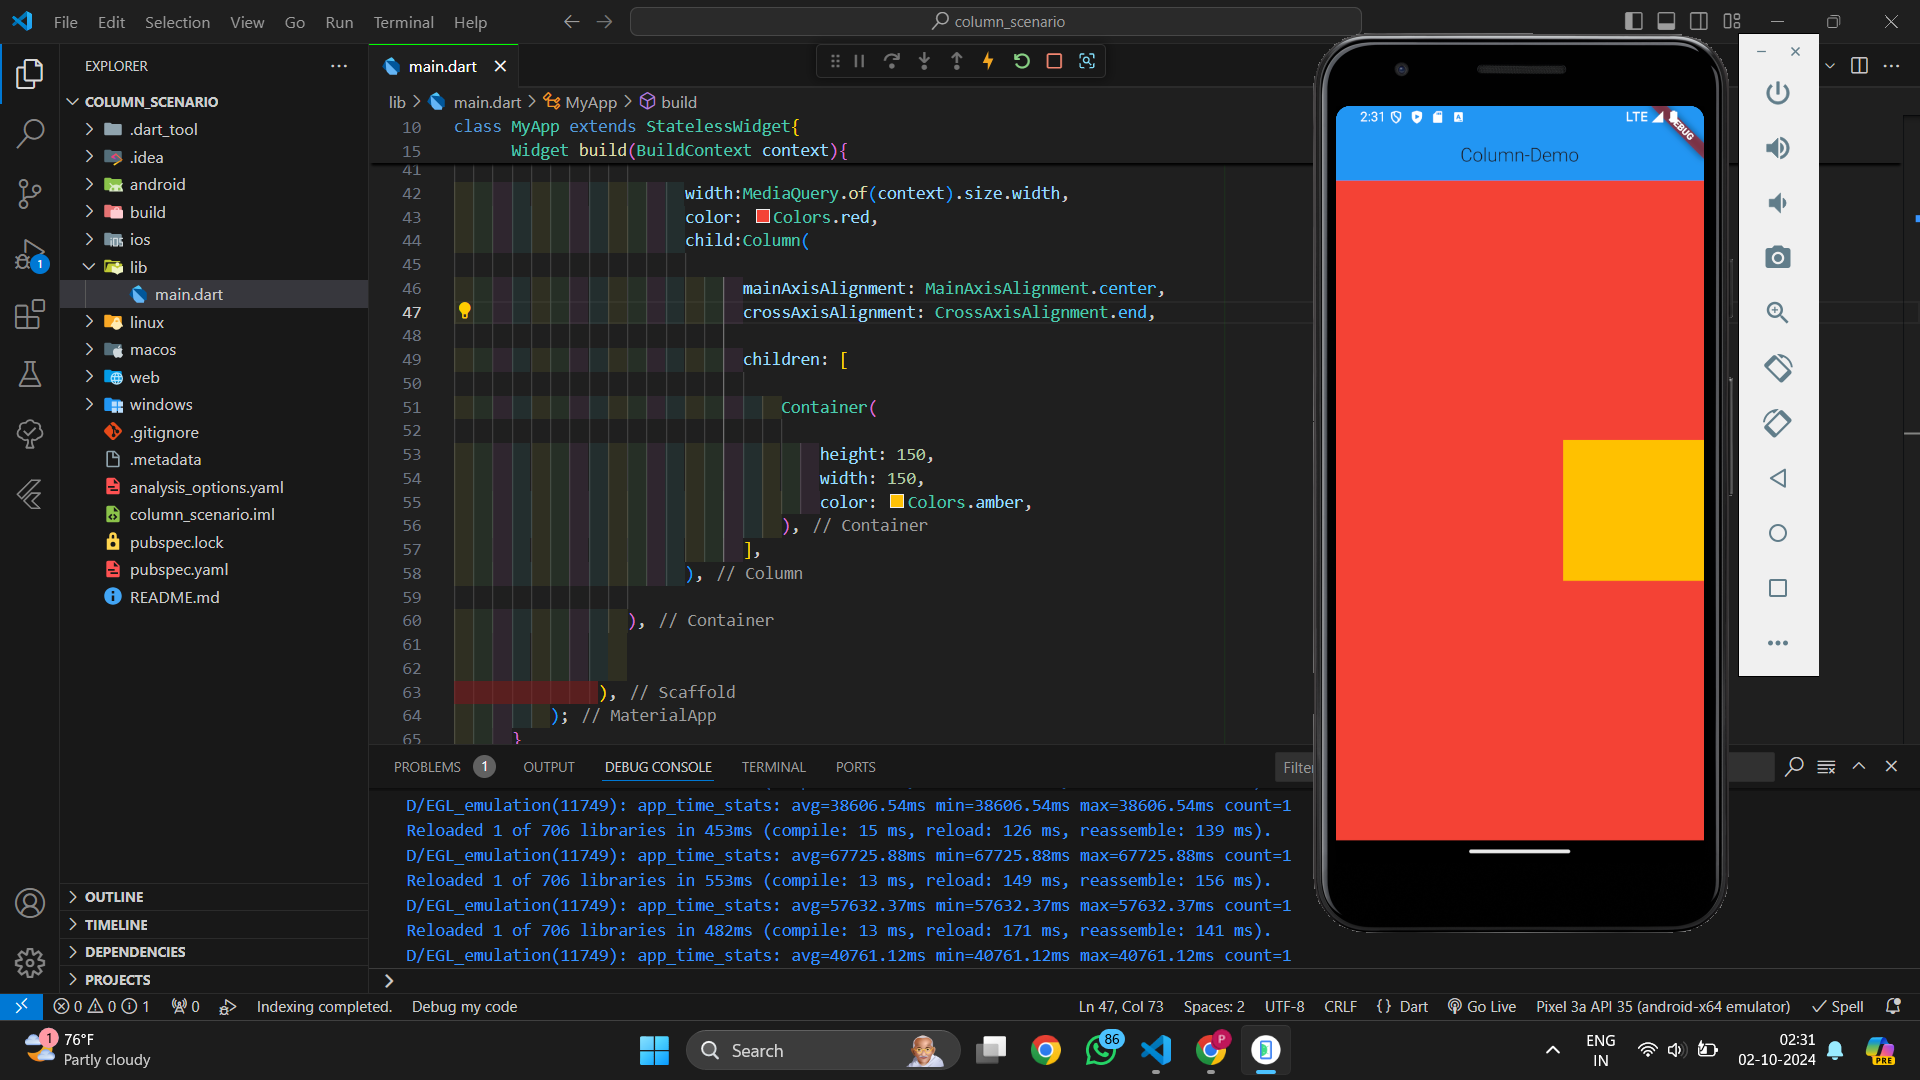 File Edit Selection View Go Run Terminal Help
column_scenario
EXPLORER
COLUMN_SCENARIO
.dart_tool
.idea
android
build
ios
lib
main.dart
linux
macos
web
windows
.gitignore
.metadata
analysis_options.yaml
column_scenario.iml
pubspec.lock
pubspec.yaml
README.md
OUTLINE
TIMELINE
DEPENDENCIES
PROJECTS
main.dart
lib > main.dart > MyApp > build
10 class MyApp extends StatelessWidget{
15 Widget build(BuildContext context){
41
42 width:MediaQuery.of(context).size.width,
43 color: Colors.red,
44 child:Column(
45
46 mainAxisAlignment: MainAxisAlignment.center,
47 crossAxisAlignment: CrossAxisAlignment.end,
48
49 children: [
50
51 Container(
52
53 height: 150,
54 width: 150,
55 color: Colors.amber,
56 ), // Container
57 ],
58 ), // Column
59
60 ), // Container
61
62
63 ), // Scaffold
64 ); // MaterialApp
65 }
2:31
LTE
DEBUG
Column-Demo
PROBLEMS 1 OUTPUT DEBUG CONSOLE TERMINAL PORTS
D/EGL_emulation(11749): app_time_stats: avg=38606.54ms min=38606.54ms max=38606.54ms count=1
Reloaded 1 of 706 libraries in 453ms (compile: 15 ms, reload: 126 ms, reassemble: 139 ms).
D/EGL_emulation(11749): app_time_stats: avg=67725.88ms min=67725.88ms max=67725.88ms count=1
Reloaded 1 of 706 libraries in 553ms (compile: 13 ms, reload: 149 ms, reassemble: 156 ms).
D/EGL_emulation(11749): app_time_stats: avg=57632.37ms min=57632.37ms max=57632.37ms count=1
Reloaded 1 of 706 libraries in 482ms (compile: 13 ms, reload: 171 ms, reassemble: 141 ms).
D/EGL_emulation(11749): app_time_stats: avg=40761.12ms min=40761.12ms max=40761.12ms count=1
0 0 1 0 Indexing completed. Debug my code Ln 47, Col 73 Spaces: 2 UTF-8 CRLF {} Dart Go Live Pixel 3a API 35 (android-x64 emulator) Spell
1 76°F
Partly cloudy
Search
86
P
ENG
IN
02:31
02-10-2024
PRE